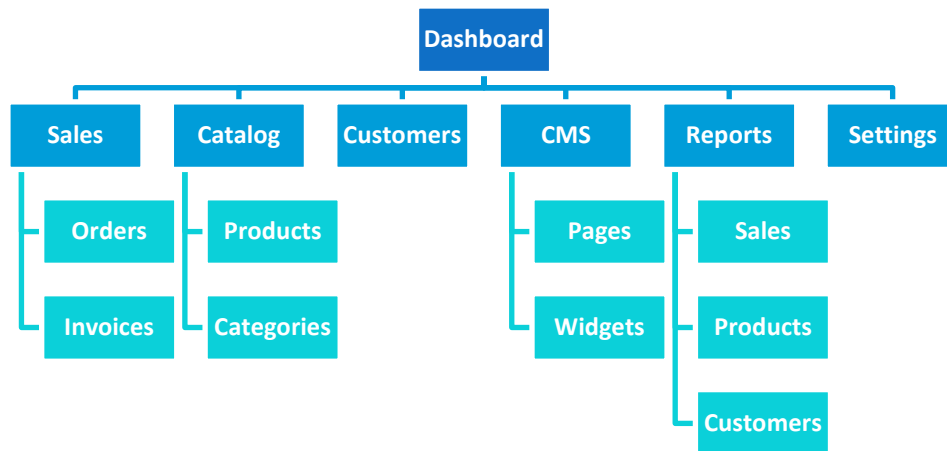 Dashboard
Sales
Catalog
Customers
CMS
Reports
Settings
Orders
Products
Pages
Sales
Invoices
Categories
Widgets
Products
Customers